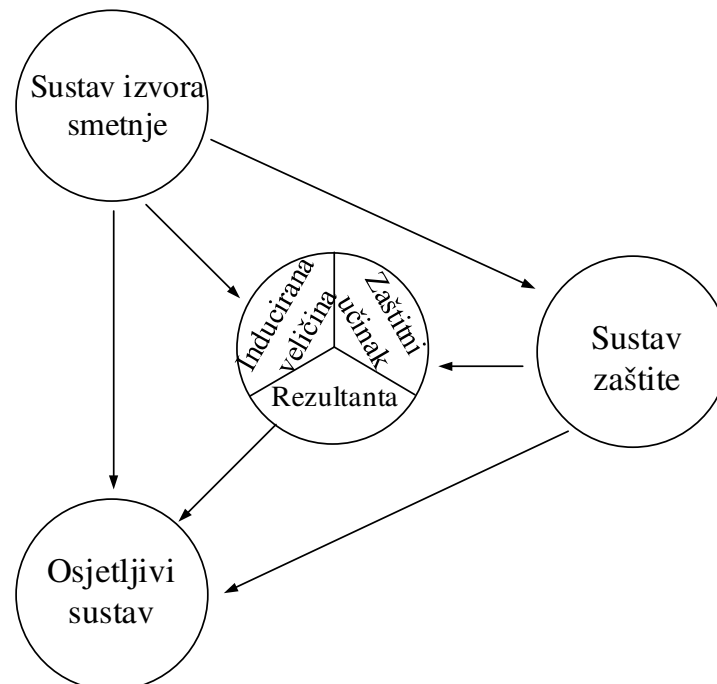 Sustav izvora
smetnje
Inducirana
veličina
Zaštitni
učinak
Rezultanta
Sustav
zaštite
Osjetljivi
sustav